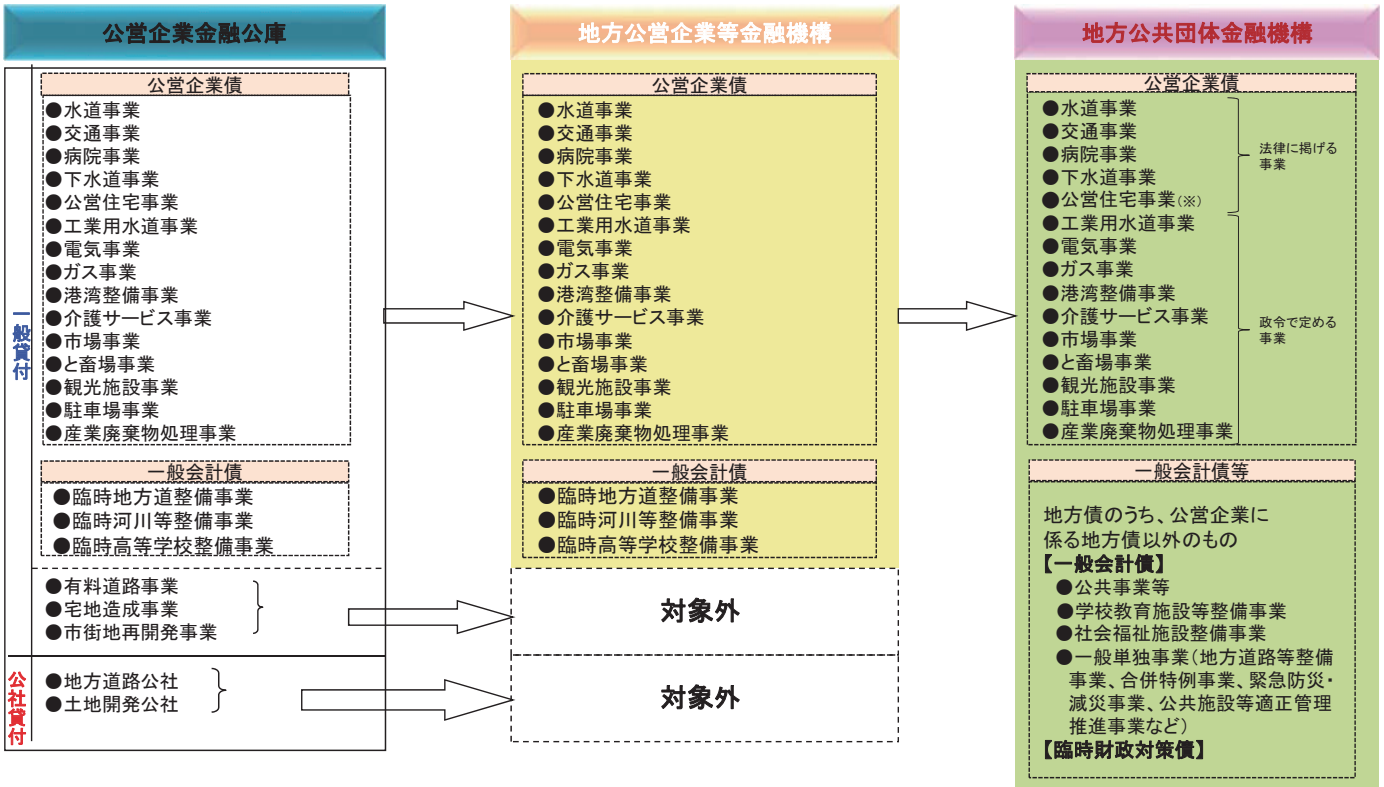 公営企業金融公庫
一般貸付
公営企業債
●水道事業
●交通事業
●病院事業
●下水道事業
●公営住宅事業
●工業用水道事業
●電気事業
●ガス事業
●港湾整備事業
●介護サービス事業
●市場事業
●と畜場事業
●観光施設事業
●駐車場事業
●産業廃棄物処理事業
一般会計債
●臨時地方道整備事業
●臨時河川等整備事業
●臨時高等学校整備事業
●有料道路事業
●宅地造成事業
●市街地再開発事業
公社貸付
●地方道路公社
●土地開発公社
地方公営企業等金融機構
公営企業債
●水道事業
●交通事業
●病院事業
●下水道事業
●公営住宅事業
●工業用水道事業
●電気事業
●ガス事業
●港湾整備事業
●介護サービス事業
●市場事業
●と畜場事業
●観光施設事業
●駐車場事業
●産業廃棄物処理事業
一般会計債
●臨時地方道整備事業
●臨時河川等整備事業
●臨時高等学校整備事業
対象外
対象外
地方公共団体金融機構
公営企業債
●水道事業
●交通事業
●病院事業
●下水道事業
●公営住宅事業(※)
法律に掲げる
事業
●工業用水道事業
●電気事業
●ガス事業
●港湾整備事業
●介護サービス事業
●市場事業
●と畜場事業
●観光施設事業
●駐車場事業
●産業廃棄物処理事業
政令で定める
事業
一般会計債等
地方債のうち、公営企業に
係る地方債以外のもの
【一般会計債】
●公共事業等
●学校教育施設等整備事業
●社会福祉施設整備事業
●一般単独事業(地方道路等整備
事業、合併特例事業、緊急防災・
減災事業、公共施設等適正管理
推進事業など)
【臨時財政対策債】